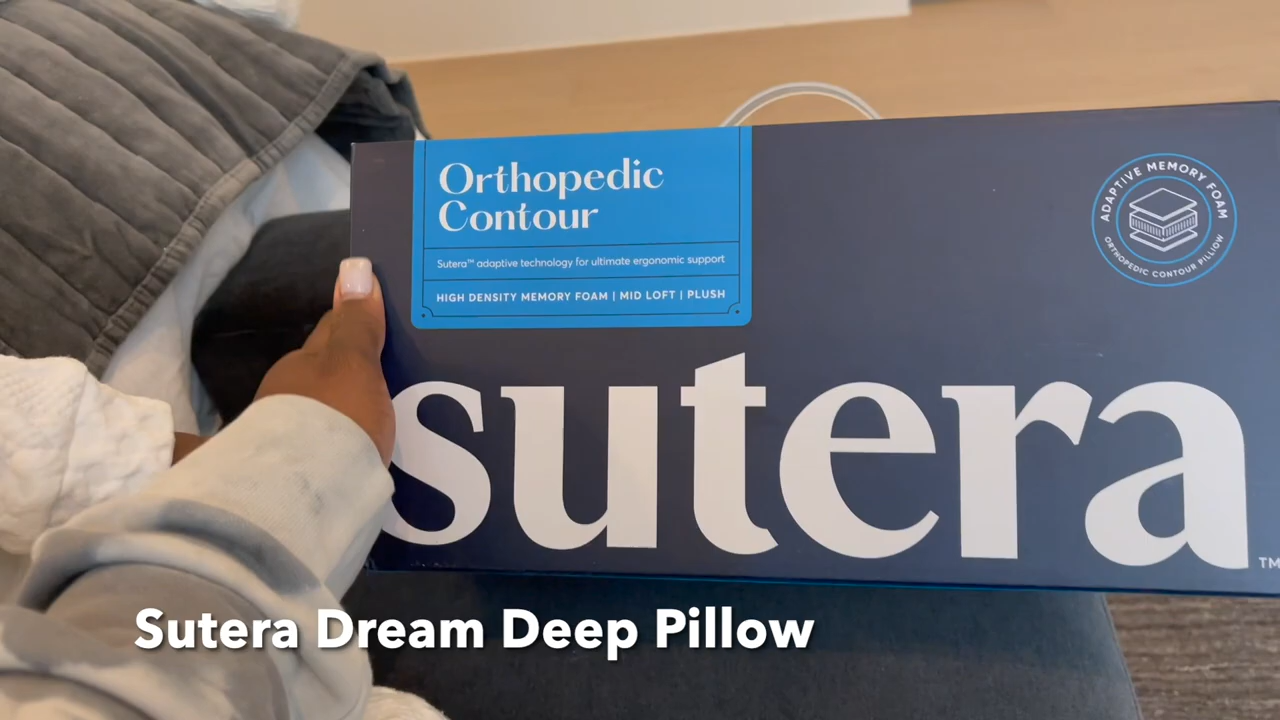 Orthopedic
Contour
Sutera™ adaptive technology for ultimate ergonomic support
HIGH DENSITY MEMORY FOAM | MID LOFT | PLUSH
ADAPTIVE MEMORY FOAM
ORTHOPEDIC CONTOUR PILLOW
sutera™
Sutera Dream Deep Pillow